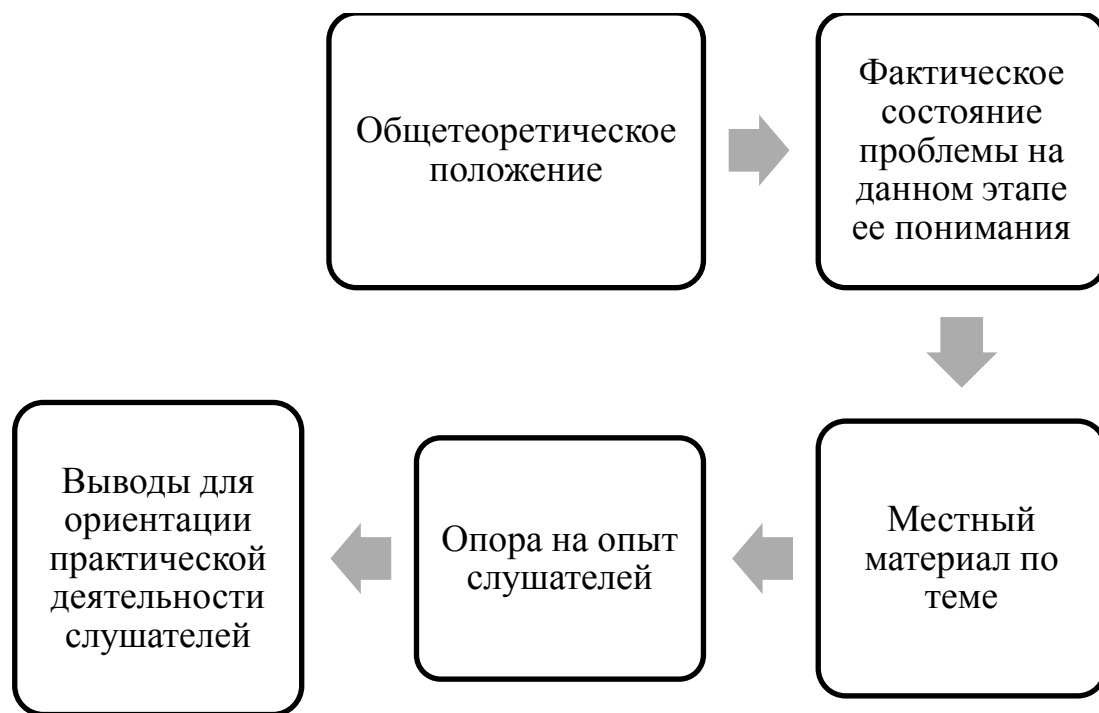 Общетеоретическое
положение
Фактическое
состояние
проблемы на
данном этапе
ее понимания
Местный
материал по
теме
Опора на опыт
слушателей
Выводы для
ориентации
практической
деятельности
слушателей